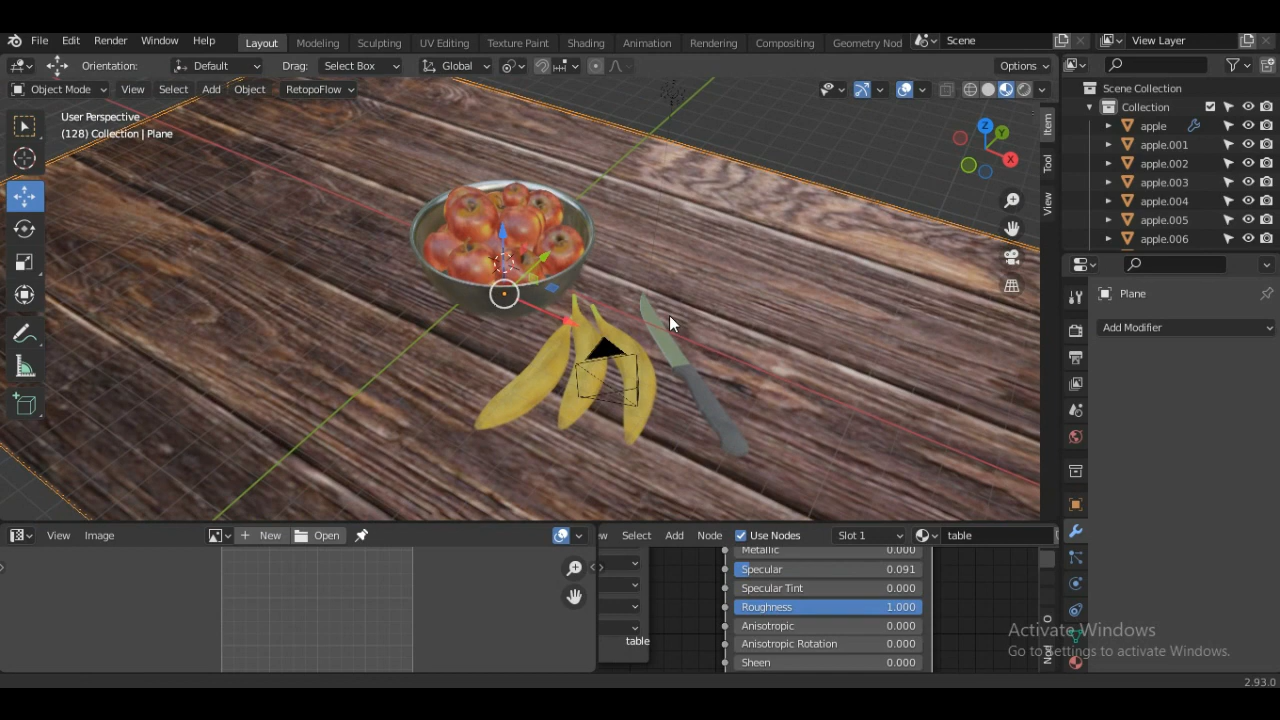 File Edit Render Window Help Layout Modeling Sculpting UV Editing Texture Paint Shading Animation Rendering Compositing Geometry Nod Scene View Layer
Orientation: Default Drag: Select Box Global Options
Object Mode View Select Add Object RetopoFlow
User Perspective
(128) Collection | Plane
Z
Y
X
Item
Tool
View
Scene Collection
Collection
apple
apple.001
apple.002
apple.003
apple.004
apple.005
apple.006
Plane
Add Modifier
View Image New Open
w Select Add Node Use Nodes Slot 1 table
Metallic 0.000
Specular 0.091
Specular Tint 0.000
Roughness 1.000
Anisotropic 0.000
Anisotropic Rotation 0.000
Sheen 0.000
table
Activate Windows
Go to Settings to activate Windows.
2.93.0